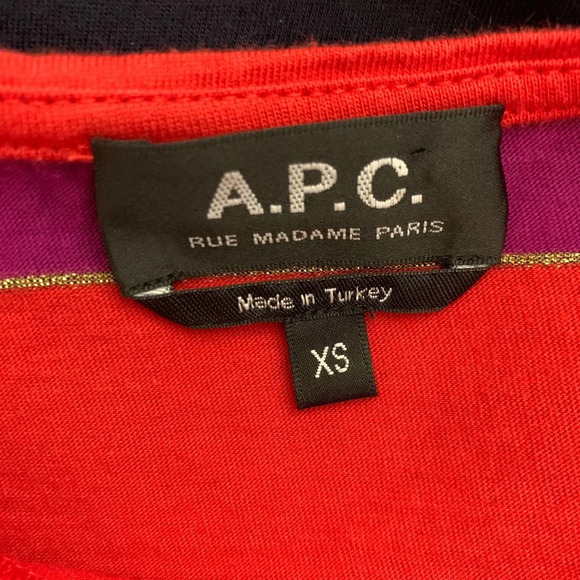 A.P.C.
RUE MADAME PARIS
Made in Turkey
XS